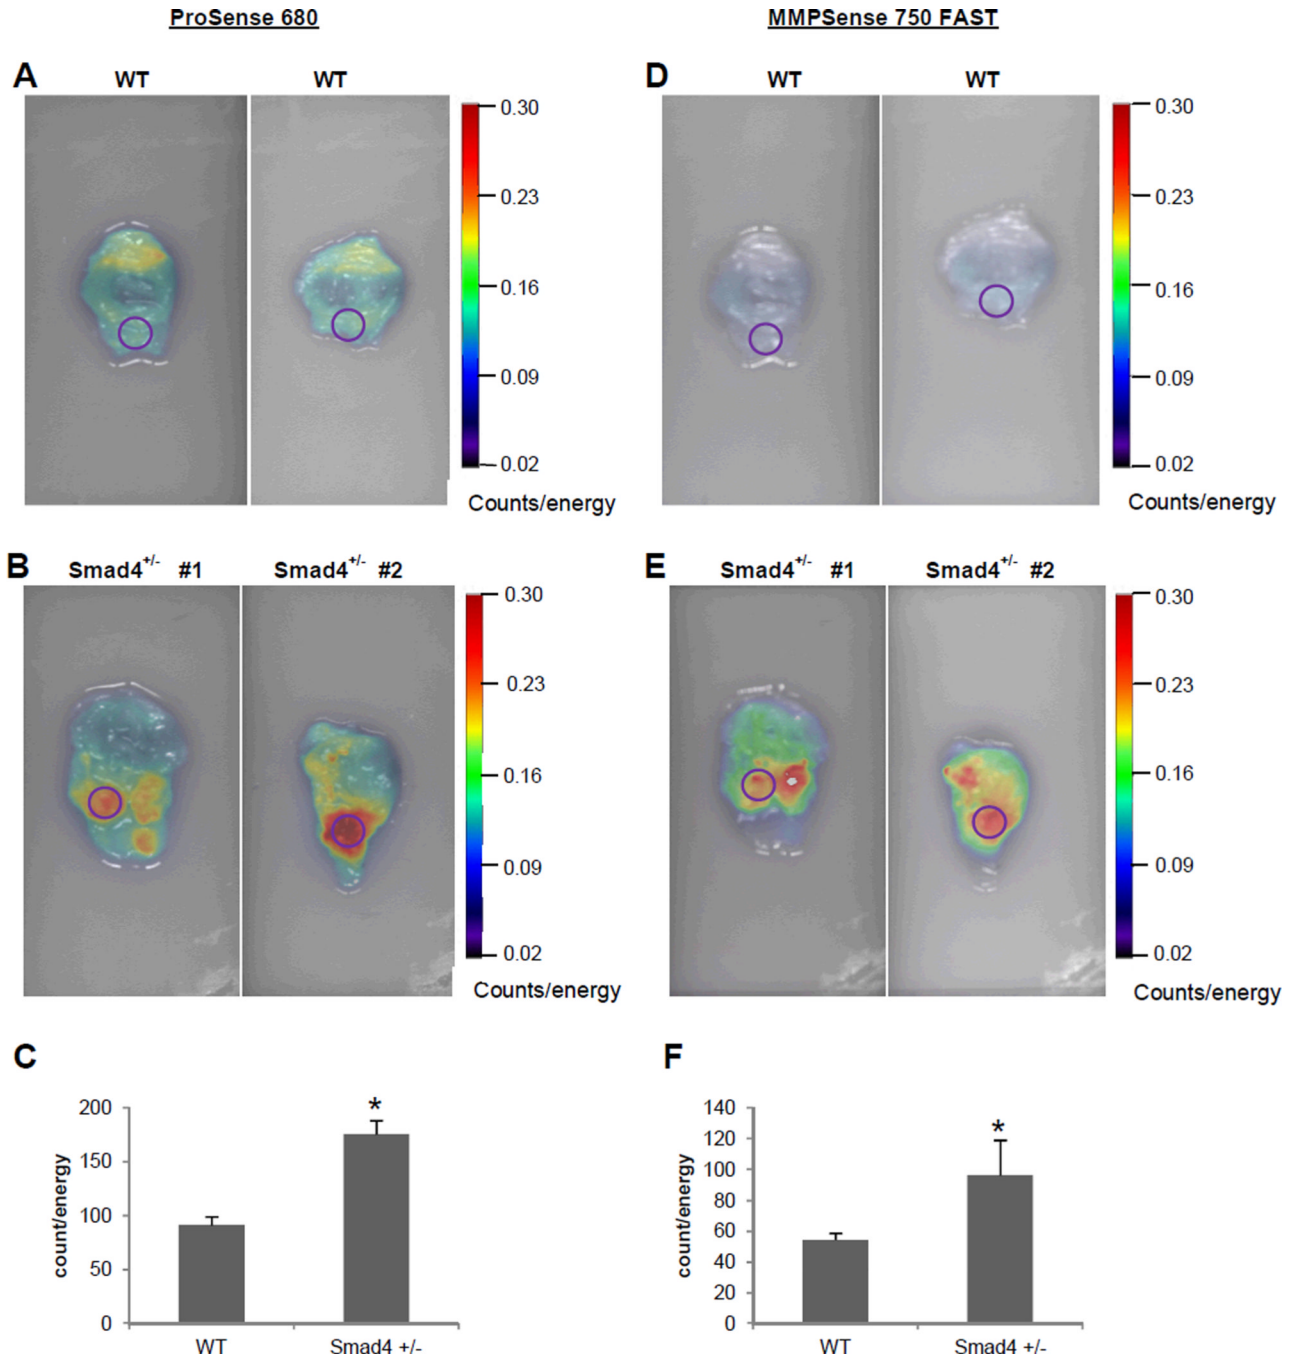 ProSense 680
MMPSense 750 FAST
A
WT
WT
0.30
0.23
0.16
0.09
0.02
Counts/energy
D
WT
WT
0.30
0.23
0.16
0.09
0.02
Counts/energy
B
Smad4+/- #1
Smad4+/- #2
0.30
0.23
0.16
0.09
0.02
Counts/energy
E
Smad4+/- #1
Smad4+/- #2
0.30
0.23
0.16
0.09
0.02
Counts/energy
C
200
150
100
50
0
count/energy
*
WT
Smad4 +/-
F
140
120
100
80
60
40
20
0
count/energy
*
WT
Smad4 +/-